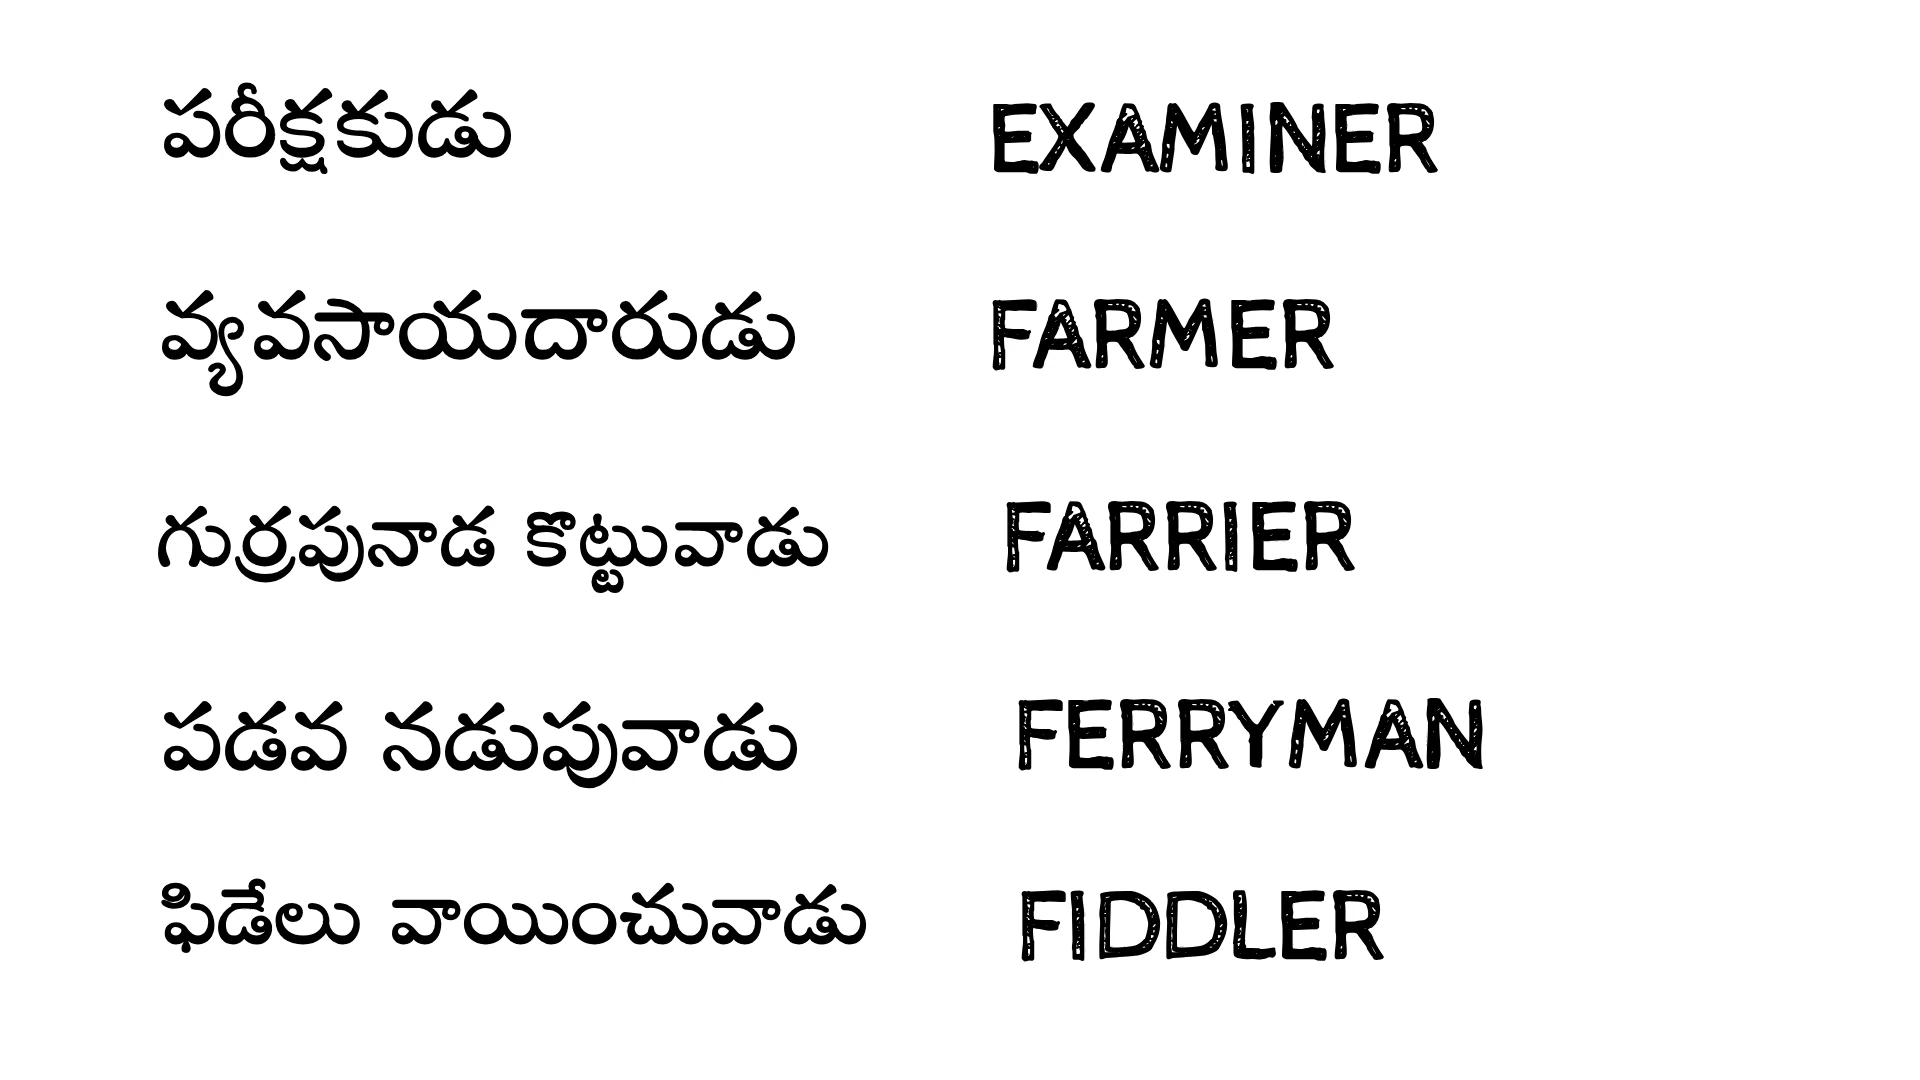 పరీక్షకుడు EXAMINER
వ్యవసాయదారుడు FARMER
గుర్రపునాడ కొట్టువాడు FARRIER
పడవ నడుపువాడు FERRYMAN
ఫిడేలు వాయించువాడు FIDDLER